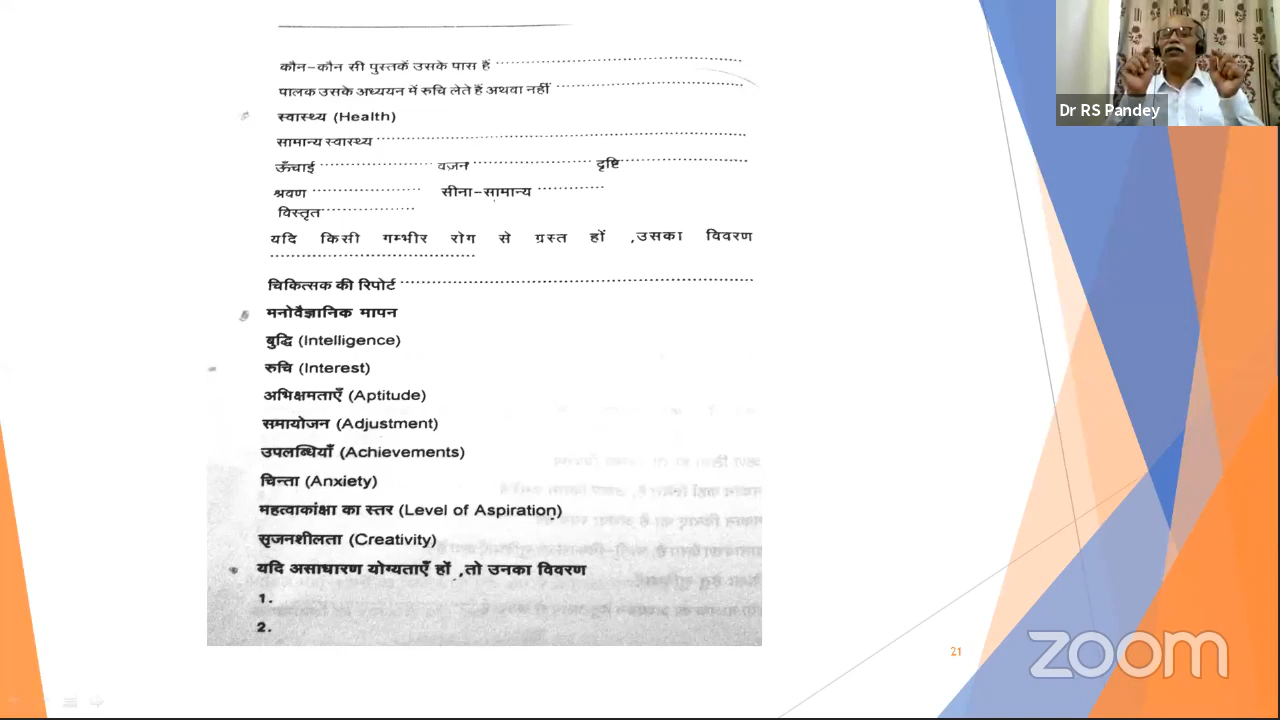 कौन-कौन सी पुस्तकें उसके पास हैं
पालक उसके अध्ययन में रुचि लेते हैं अथवा नहीं
स्वास्थ्य (Health)
सामान्य स्वास्थ्य
ऊँचाई वज़न दृष्टि
श्रवण सीना-सामान्य
विस्तृत
यदि किसी गम्भीर रोग से ग्रस्त हों ,उसका विवरण
चिकित्सक की रिपोर्ट
मनोवैज्ञानिक मापन
बुद्धि (Intelligence)
रुचि (Interest)
अभिक्षमताएँ (Aptitude)
समायोजन (Adjustment)
उपलब्धियाँ (Achievements)
चिन्ता (Anxiety)
महत्वाकांक्षा का स्तर (Level of Aspiration)
सृजनशीलता (Creativity)
यदि असाधारण योग्यताएँ हों ,तो उनका विवरण
1.
2.
Dr RS Pandey
21
zoom